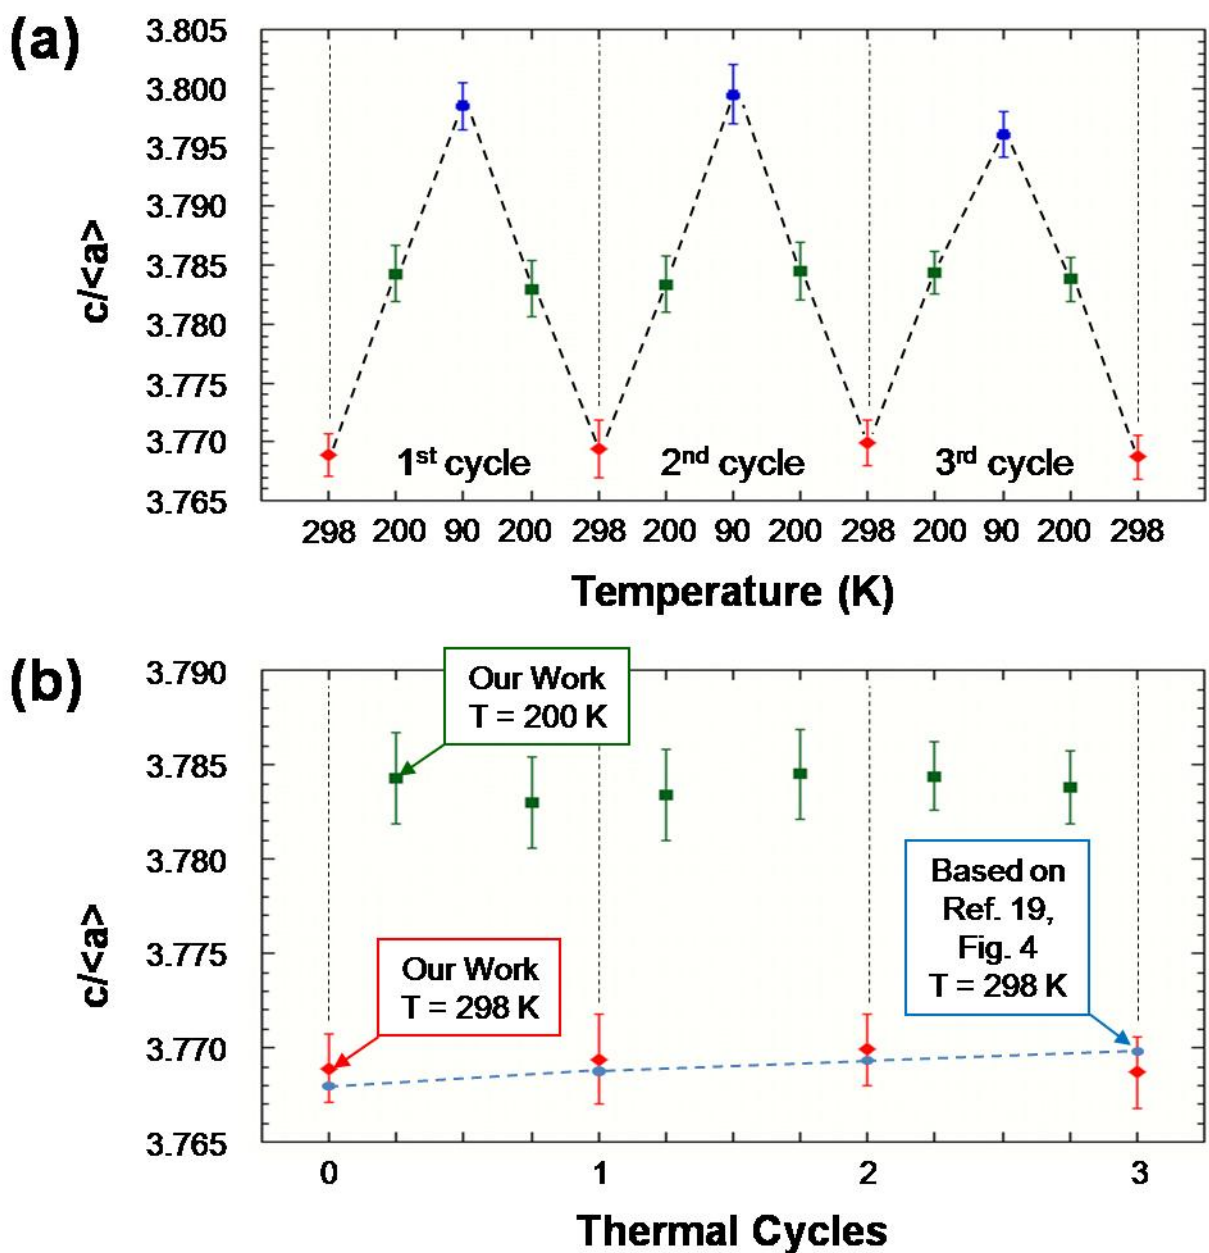 (a)
3.805
3.800
3.795
3.790
3.785
3.780
3.775
3.770
3.765
c/<a>
1st cycle
2nd cycle
3rd cycle
298 200 90 200 298 200 90 200 298 200 90 200 298
Temperature (K)
(b)
3.790
3.785
3.780
3.775
3.770
3.765
c/<a>
Our Work
T = 200 K
Our Work
T = 298 K
Based on
Ref. 19,
Fig. 4
T = 298 K
0 1 2 3
Thermal Cycles